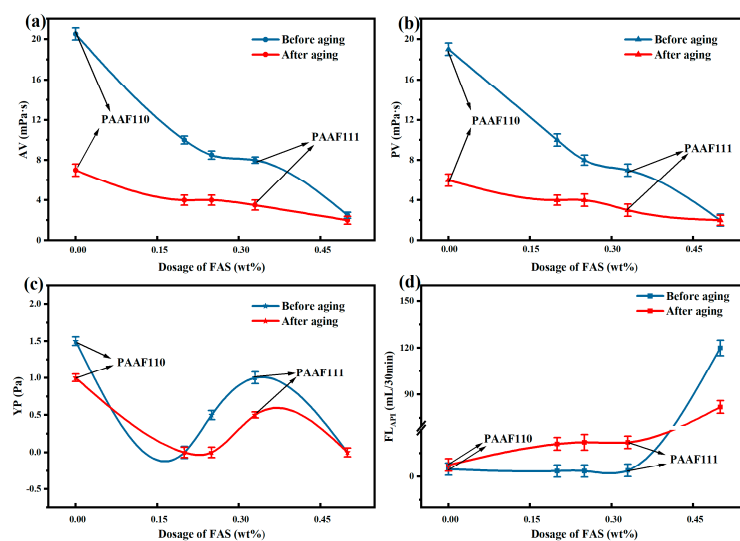 (a)
Before aging
After aging
PAAF110
PAAF111
AV (mPa·s)
20
16
12
8
4
0
0.00
0.15
0.30
0.45
Dosage of FAS (wt%)
(b)
Before aging
After aging
PAAF110
PAAF111
PV (mPa·s)
20
16
12
8
4
0
0.00
0.15
0.30
0.45
Dosage of FAS (wt%)
(c)
Before aging
After aging
PAAF110
PAAF111
YP (Pa)
2.0
1.5
1.0
0.5
0.0
-0.5
0.00
0.15
0.30
0.45
Dosage of FAS (wt%)
(d)
Before aging
After aging
PAAF110
PAAF111
FLAPI (mL/30min)
150
120
90
0
0.00
0.15
0.30
0.45
Dosage of FAS (wt%)